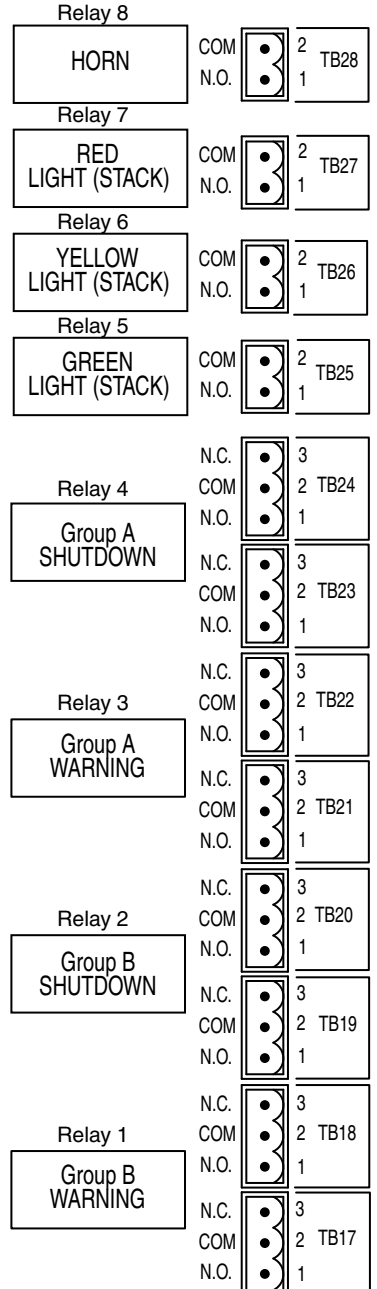 Relay 8
HORN
COM 2 TB28
N.O. 1
Relay 7
RED
LIGHT (STACK)
COM 2 TB27
N.O. 1
Relay 6
YELLOW
LIGHT (STACK)
COM 2 TB26
N.O. 1
Relay 5
GREEN
LIGHT (STACK)
COM 2 TB25
N.O. 1
Relay 4
Group A
SHUTDOWN
N.C. 3
COM 2 TB24
N.O. 1
N.C. 3
COM 2 TB23
N.O. 1
Relay 3
Group A
WARNING
N.C. 3
COM 2 TB22
N.O. 1
N.C. 3
COM 2 TB21
N.O. 1
Relay 2
Group B
SHUTDOWN
N.C. 3
COM 2 TB20
N.O. 1
N.C. 3
COM 2 TB19
N.O. 1
Relay 1
Group B
WARNING
N.C. 3
COM 2 TB18
N.O. 1
N.C. 3
COM 2 TB17
N.O. 1